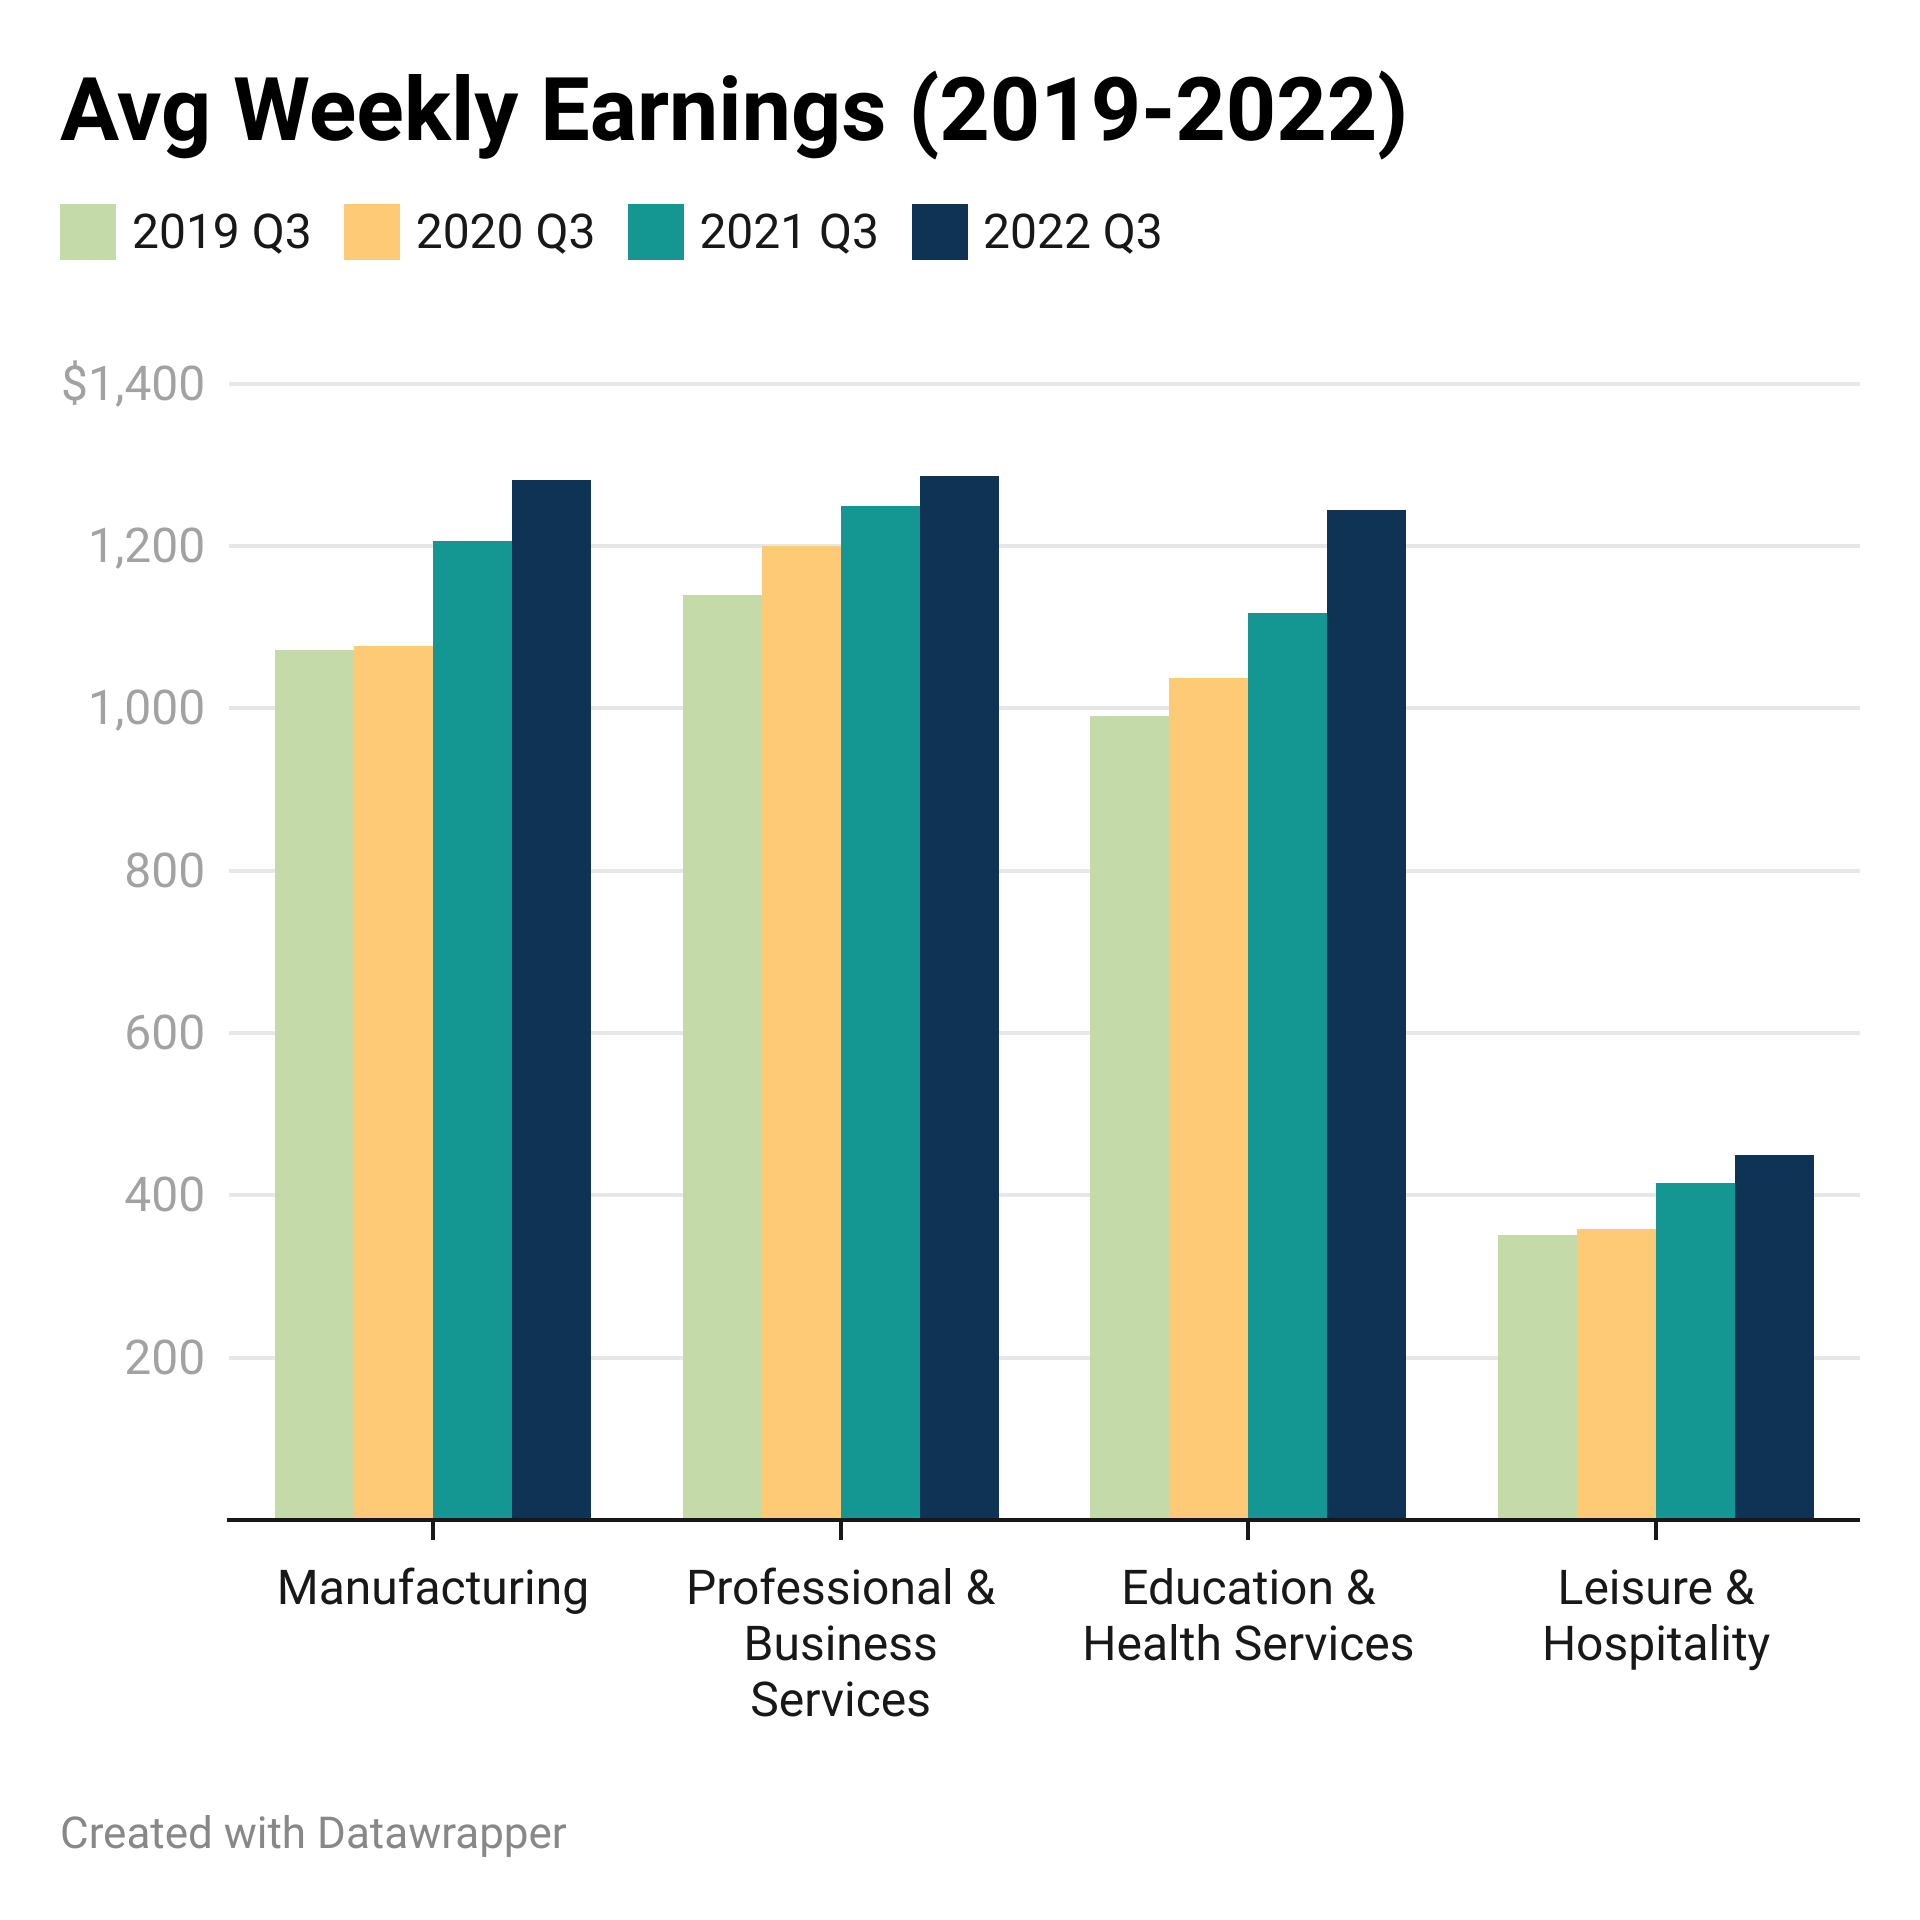 Avg Weekly Earnings (2019-2022)
2019 Q3 2020 Q3 2021 Q3 2022 Q3
$1,400
1,200
1,000
800
600
400
200
Manufacturing
Professional &
Business
Services
Education &
Health Services
Leisure &
Hospitality
Created with Datawrapper